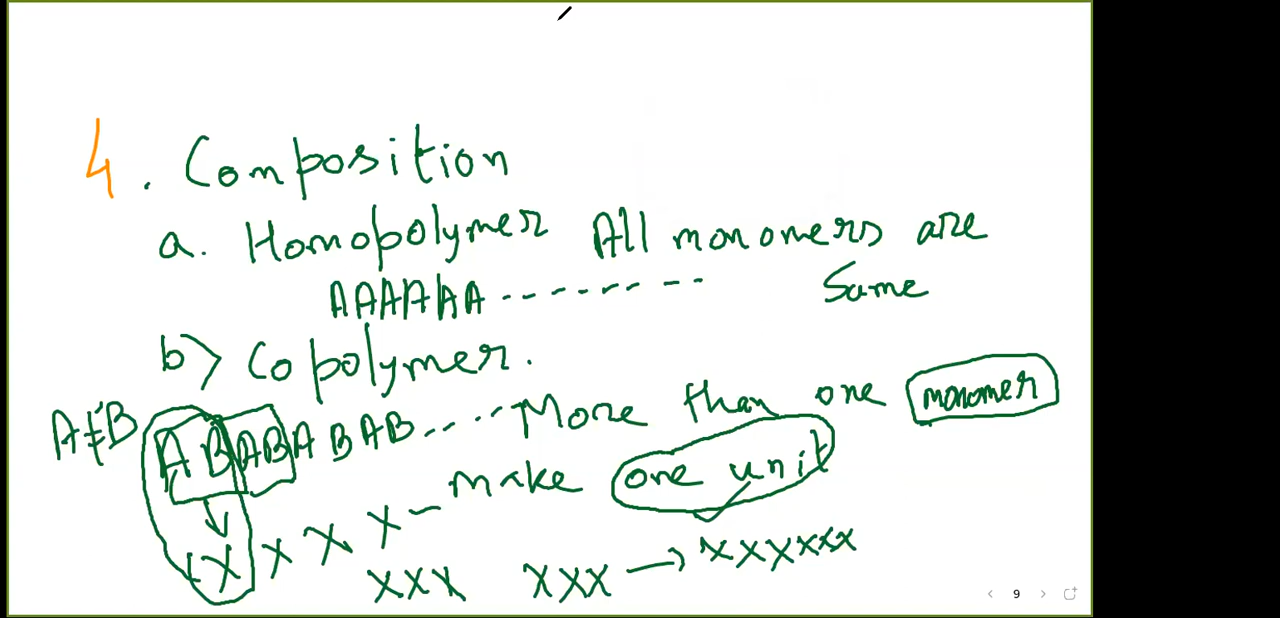 4. Composition
a. Homopolymer All monomers are
AAAAAA ------- same
b> Copolymer.
A & B ABABABAB..... More than one monomer
make one unit
X X X X -
XXX XXX → XXXXXX
9